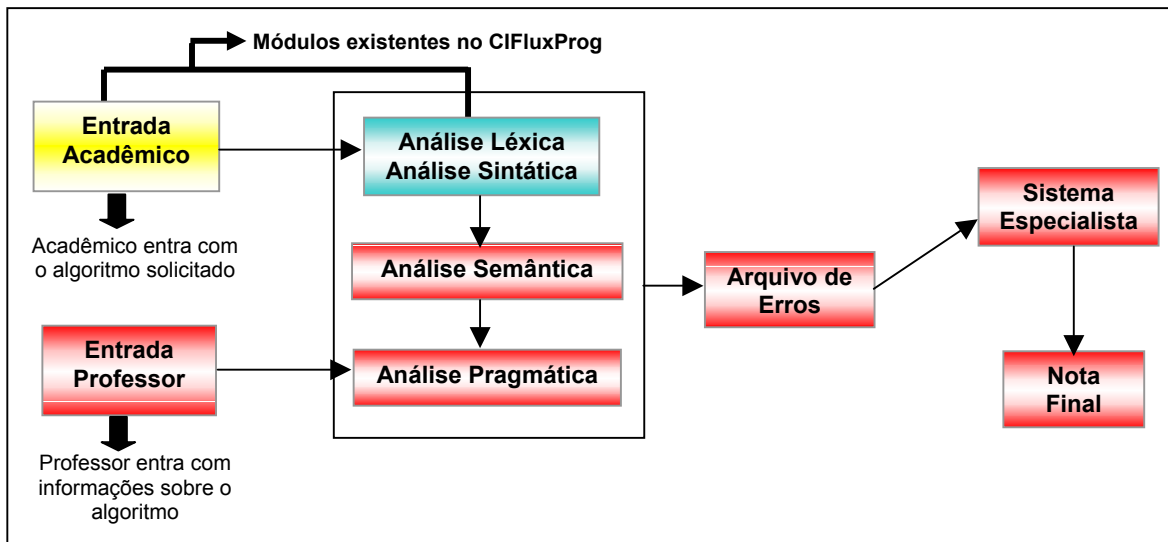 Módulos existentes no CIFluxProg
Entrada
Acadêmico
Acadêmico entra com
o algoritmo solicitado
Análise Léxica
Análise Sintática
Análise Semântica
Análise Pragmática
Entrada
Professor
Professor entra com
informações sobre o
algoritmo
Arquivo de
Erros
Sistema
Especialista
Nota
Final